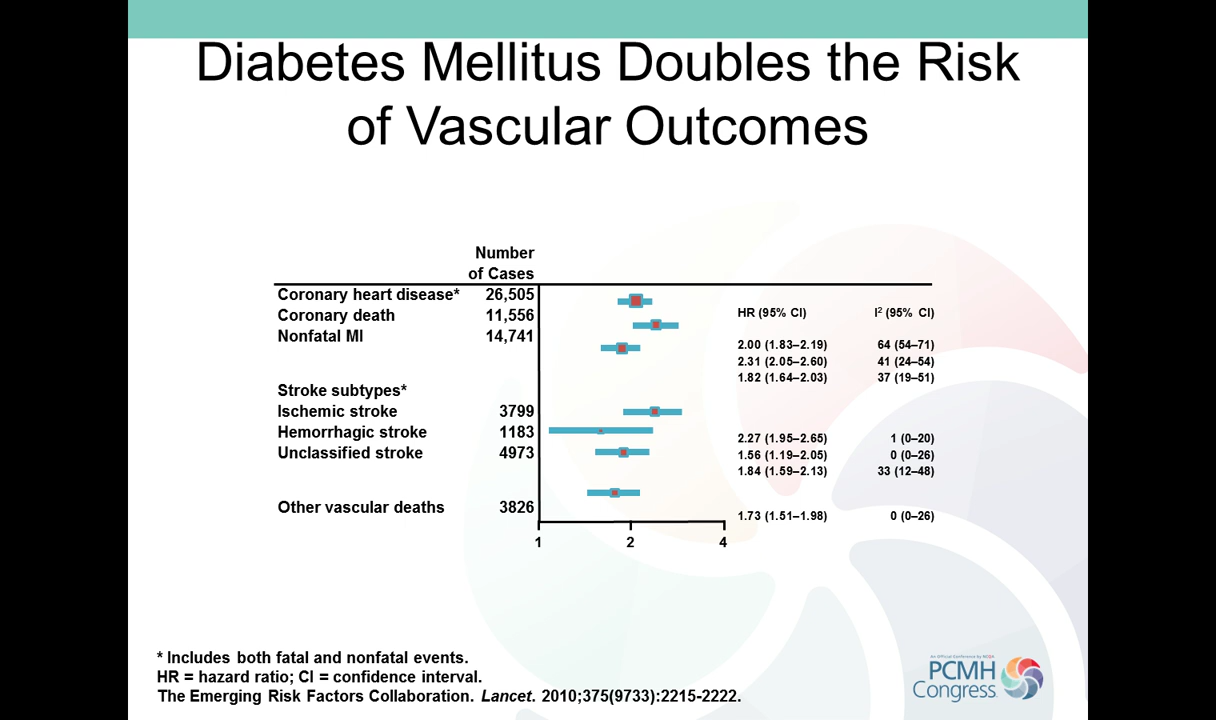 Diabetes Mellitus Doubles the Risk
of Vascular Outcomes
Number
of Cases
Coronary heart disease* 26,505
Coronary death 11,556
Nonfatal MI 14,741
HR (95% CI) I² (95% CI)
2.00 (1.83–2.19) 64 (54–71)
2.31 (2.05–2.60) 41 (24–54)
1.82 (1.64–2.03) 37 (19–51)
Stroke subtypes*
Ischemic stroke 3799
Hemorrhagic stroke 1183
Unclassified stroke 4973
2.27 (1.95–2.65) 1 (0–20)
1.56 (1.19–2.05) 0 (0–26)
1.84 (1.59–2.13) 33 (12–48)
Other vascular deaths 3826
1.73 (1.51–1.98) 0 (0–26)
1 2 4
* Includes both fatal and nonfatal events.
HR = hazard ratio; CI = confidence interval.
The Emerging Risk Factors Collaboration. Lancet. 2010;375(9733):2215-2222.
An Official Conference by NCQA
PCMH
Congress